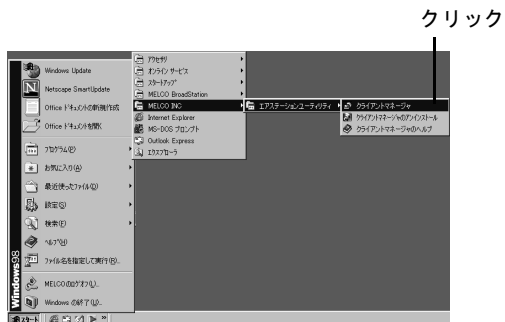 クリック
Windows Update
Netscape SmartUpdate
Office ドキュメントの新規作成
Office ドキュメントを開く
プログラム(P)
お気に入り(A)
最近使ったファイル(D)
設定(S)
検索(F)
ヘルプ(H)
ファイル名を指定して実行(R)...
MELCO のログオフ(L)...
Windows の終了(U)...
Windows98
スタート
アクセサリ
オンライン サービス
スタートアップ
MELCO BroadStation
MELCO INC
Internet Explorer
MS-DOS プロンプト
Outlook Express
エクスプローラ
エアステーションユーティリティ
クライアントマネージャ
クライアントマネージャのアンインストール
クライアントマネージャのヘルプ